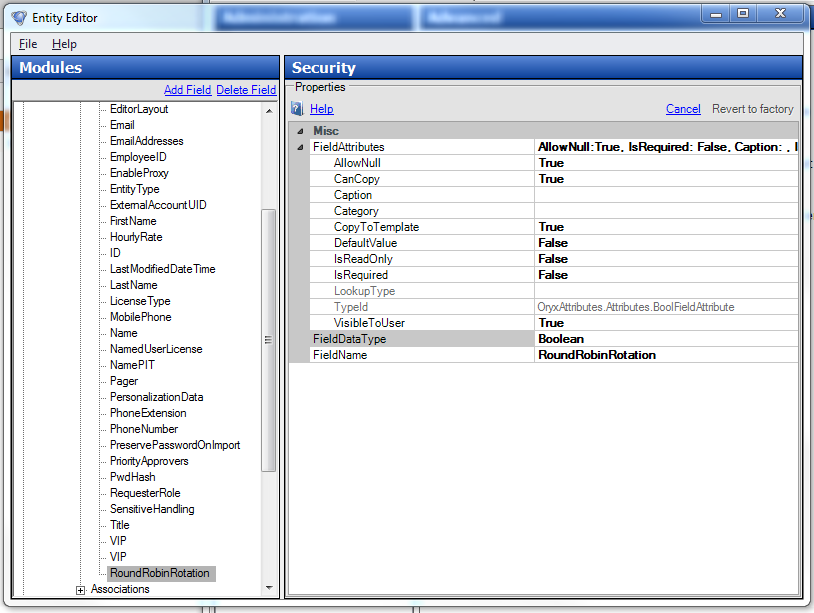 Entity Editor
Administration
Advanced
File Help
Modules
Add Field Delete Field
EditorLayout
Email
EmailAddresses
EmployeeID
EnableProxy
EntityType
ExternalAccountUID
FirstName
HourlyRate
ID
LastModifiedDateTime
LastName
LicenseType
MobilePhone
Name
NamedUserLicense
NamePIT
Pager
PersonalizationData
PhoneExtension
PhoneNumber
PreservePasswordOnImport
PriorityApprovers
PwdHash
RequesterRole
SensitiveHandling
Title
VIP
VIP
RoundRobinRotation
Associations
Security
Properties
Help Cancel Revert to factory
Misc
FieldAttributes AllowNull:True, IsRequired: False, Caption: , I
AllowNull True
CanCopy True
Caption
Category
CopyToTemplate True
DefaultValue False
IsReadOnly False
IsRequired False
LookupType
TypeId OryxAttributes.Attributes.BoolFieldAttribute
VisibleToUser True
FieldDataType Boolean
FieldName RoundRobinRotation